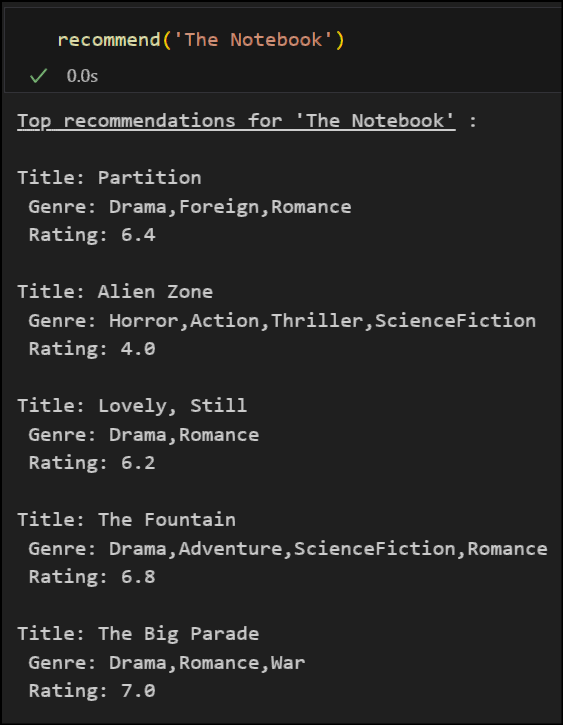 recommend('The Notebook')
0.0s
Top recommendations for 'The Notebook' :
Title: Partition
Genre: Drama,Foreign,Romance
Rating: 6.4
Title: Alien Zone
Genre: Horror,Action,Thriller,ScienceFiction
Rating: 4.0
Title: Lovely, Still
Genre: Drama,Romance
Rating: 6.2
Title: The Fountain
Genre: Drama,Adventure,ScienceFiction,Romance
Rating: 6.8
Title: The Big Parade
Genre: Drama,Romance,War
Rating: 7.0